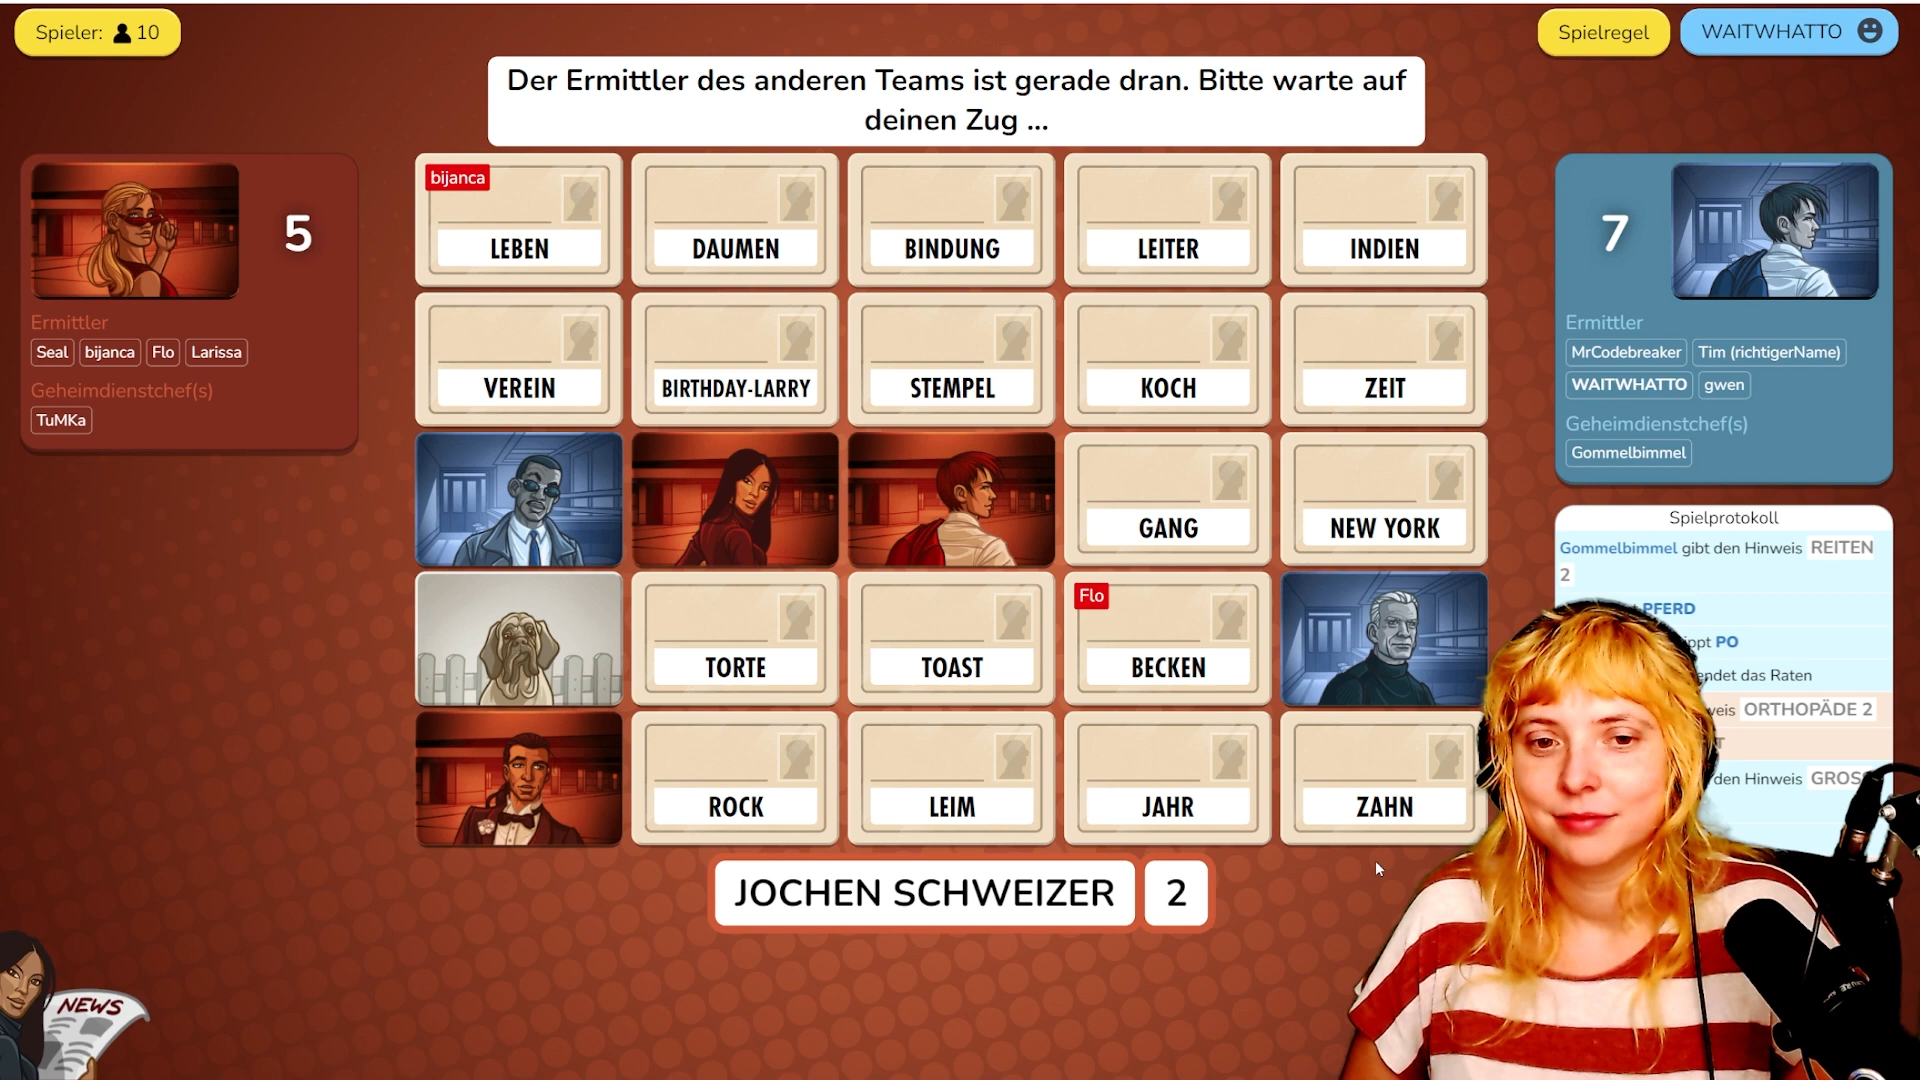 Spieler: 10
Spielregel
WAITWHATTO
Der Ermittler des anderen Teams ist gerade dran. Bitte warte auf
deinen Zug ...
5
Ermittler
Seal bijanca Flo Larissa
Geheimdienstchef(s)
TuMKa
bijanca
LEBEN
DAUMEN
BINDUNG
LEITER
INDIEN
VEREIN
BIRTHDAY-LARRY
STEMPEL
KOCH
ZEIT
GANG
NEW YORK
TORTE
TOAST
Flo
BECKEN
ROCK
LEIM
JAHR
ZAHN
JOCHEN SCHWEIZER 2
7
Ermittler
MrCodebreaker Tim (richtigerName)
WAITWHATTO gwen
Geheimdienstchef(s)
Gommelbimmel
Spielprotokoll
Gommelbimmel gibt den Hinweis REITEN
2
PFERD
PO
das Raten
ORTHOPÄDE 2
den Hinweis
NEWS